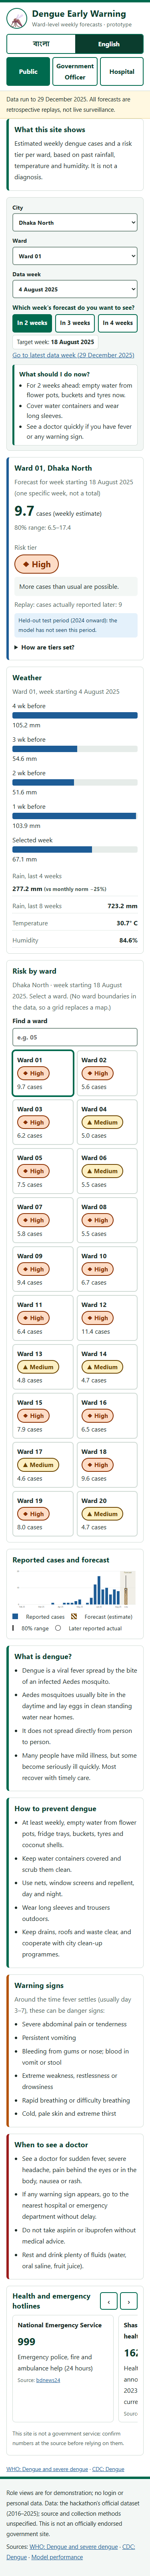 Dengue Early Warning
Ward-level weekly forecasts · prototype
বাংলা
English
Public
Government
Officer
Hospital
Data run to 29 December 2025. All forecasts are
retrospective replays, not live surveillance.
What this site shows
Estimated weekly dengue cases and a risk
tier per ward, based on past rainfall,
temperature and humidity. It is not a
diagnosis.
City
Dhaka North
Ward
Ward 01
Data week
4 August 2025
Which week's forecast do you want to see?
In 2 weeks
In 3 weeks
In 4 weeks
Target week: 18 August 2025
Go to latest data week (29 December 2025)
What should I do now?
• For 2 weeks ahead: empty water from
flower pots, buckets and tyres now.
• Cover water containers and wear
long sleeves.
• See a doctor quickly if you have fever
or any warning sign.
Ward 01, Dhaka North
Forecast for week starting 18 August 2025
(one specific week, not a total)
9.7 cases (weekly estimate)
80% range: 6.5–17.4
Risk tier
◆ High
More cases than usual are possible.
Replay: cases actually reported later: 9
Held-out test period (2024 onward): the
model has not seen this period.
▸ How are tiers set?
Weather
Ward 01, week starting 4 August 2025
4 wk before
105.2 mm
3 wk before
54.6 mm
2 wk before
51.6 mm
1 wk before
103.9 mm
Selected week
67.1 mm
Rain, last 4 weeks
277.2 mm (vs monthly norm −25%)
Rain, last 8 weeks
723.2 mm
Temperature
30.7° C
Humidity
84.6%
Risk by ward
Dhaka North · week starting 18 August
2025. Select a ward. (No ward boundaries in
the data, so a grid replaces a map.)
Find a ward
e.g. 05
Ward 01
◆ High
9.7 cases
Ward 02
◆ High
5.6 cases
Ward 03
◆ High
6.2 cases
Ward 04
▲ Medium
5.0 cases
Ward 05
◆ High
7.5 cases
Ward 06
▲ Medium
5.5 cases
Ward 07
◆ High
5.8 cases
Ward 08
◆ High
5.5 cases
Ward 09
◆ High
9.4 cases
Ward 10
◆ High
6.7 cases
Ward 11
◆ High
6.4 cases
Ward 12
◆ High
11.4 cases
Ward 13
▲ Medium
4.8 cases
Ward 14
▲ Medium
4.7 cases
Ward 15
◆ High
7.9 cases
Ward 16
◆ High
6.5 cases
Ward 17
▲ Medium
4.6 cases
Ward 18
◆ High
9.6 cases
Ward 19
◆ High
8.0 cases
Ward 20
▲ Medium
4.7 cases
Reported cases and forecast
Reported cases
Forecast (estimate)
80% range
Later reported actual
What is dengue?
• Dengue is a viral fever spread by the bite
of an infected Aedes mosquito.
• Aedes mosquitoes usually bite in the
daytime and lay eggs in clean standing
water near homes.
• It does not spread directly from person
to person.
• Many people have mild illness, but some
become seriously ill quickly. Most
recover with timely care.
How to prevent dengue
• At least weekly, empty water from flower
pots, fridge trays, buckets, tyres and
coconut shells.
• Keep water containers covered and
scrub them clean.
• Use nets, window screens and repellent,
day and night.
• Wear long sleeves and trousers
outdoors.
• Keep drains, roofs and waste clear, and
cooperate with city clean-up
programmes.
Warning signs
Around the time fever settles (usually day
3–7), these can be danger signs:
• Severe abdominal pain or tenderness
• Persistent vomiting
• Bleeding from gums or nose; blood in
vomit or stool
• Extreme weakness, restlessness or
drowsiness
• Rapid breathing or difficulty breathing
• Cold, pale skin and extreme thirst
When to see a doctor
• See a doctor for sudden fever, severe
headache, pain behind the eyes or in the
body, nausea or rash.
• If any warning sign appears, go to the
nearest hospital or emergency
department without delay.
• Do not take aspirin or ibuprofen without
medical advice.
• Rest and drink plenty of fluids (water,
oral saline, fruit juice).
Health and emergency
hotlines
‹
›
National Emergency Service
999
Emergency police, fire and
ambulance help (24 hours)
Source: bdnews24
Shas
healt
Healt
anno
2023
curre
This site is not a government service; confirm
numbers at the source before relying on them.
WHO: Dengue and severe dengue · CDC: Dengue
Role views are for demonstration; no login or
personal data. Data: the hackathon's official dataset
(2016–2025); source and collection methods
unspecified. This is not an officially endorsed
government site.
Sources: WHO: Dengue and severe dengue · CDC:
Dengue · Model performance